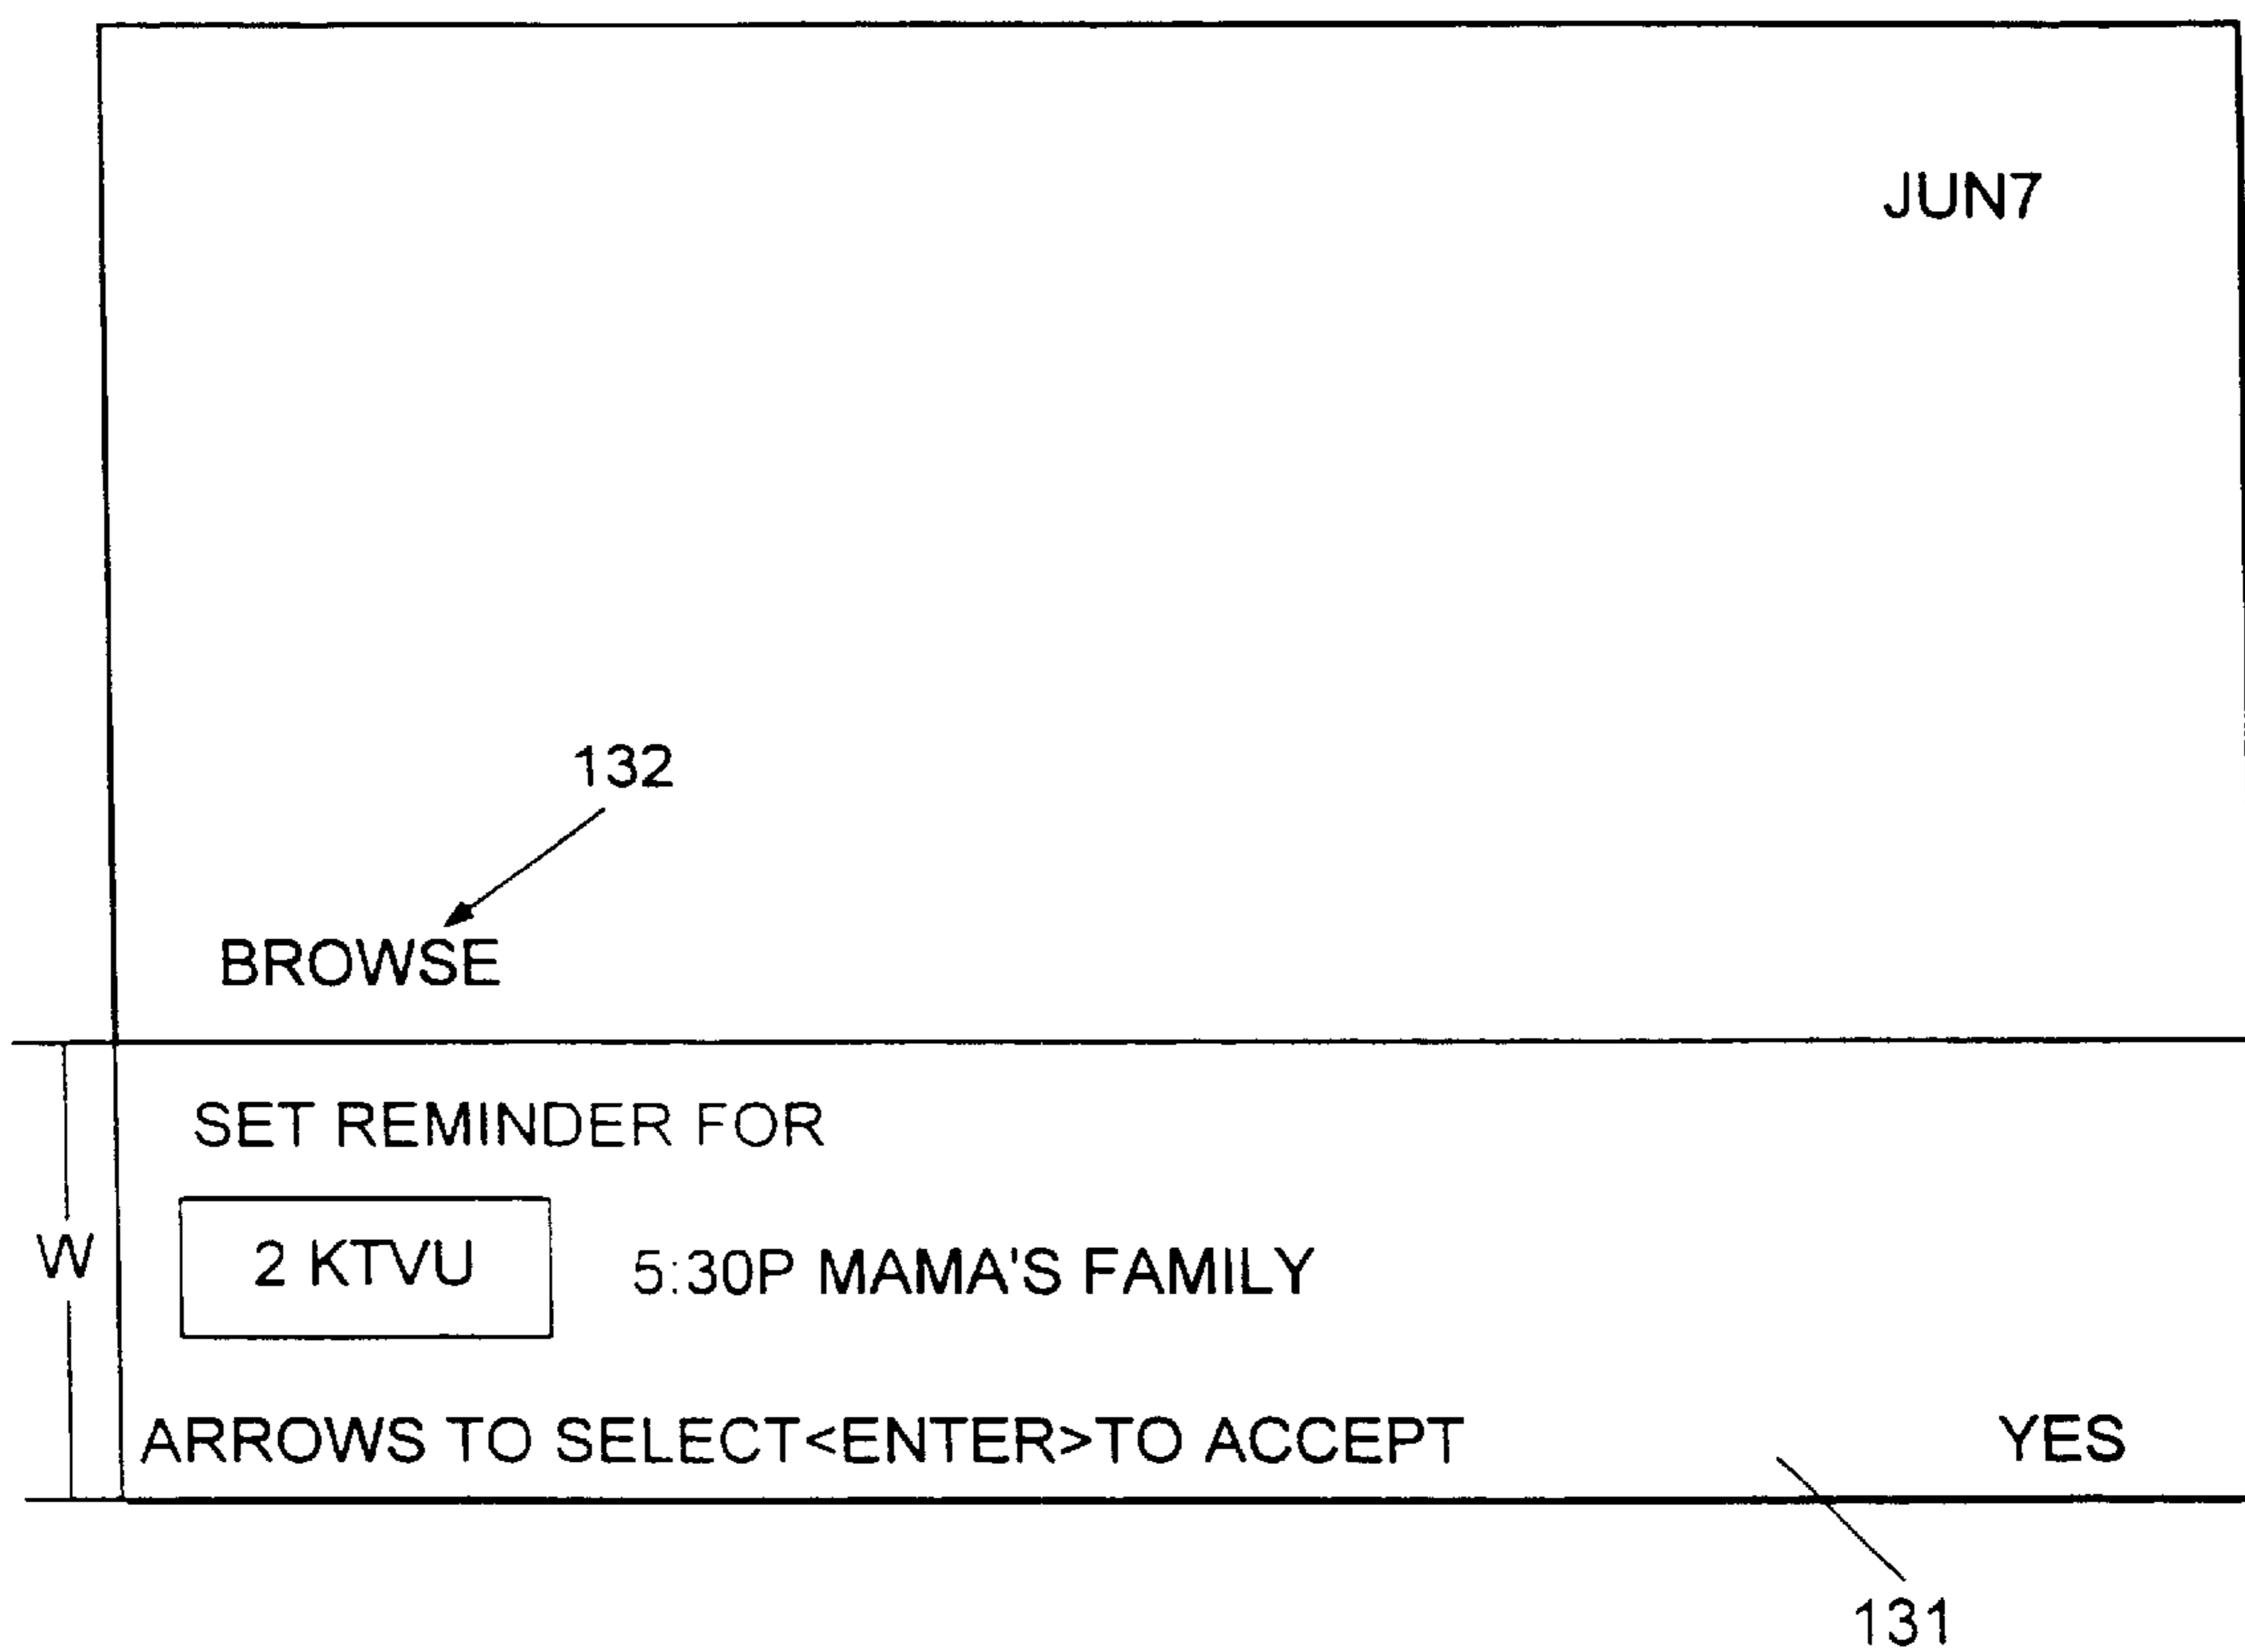 JUN7
132
BROWSE
SET REMINDER FOR
W
2 KTVU
5:30P MAMA'S FAMILY
ARROWS TO SELECT<ENTER>TO ACCEPT
YES
131